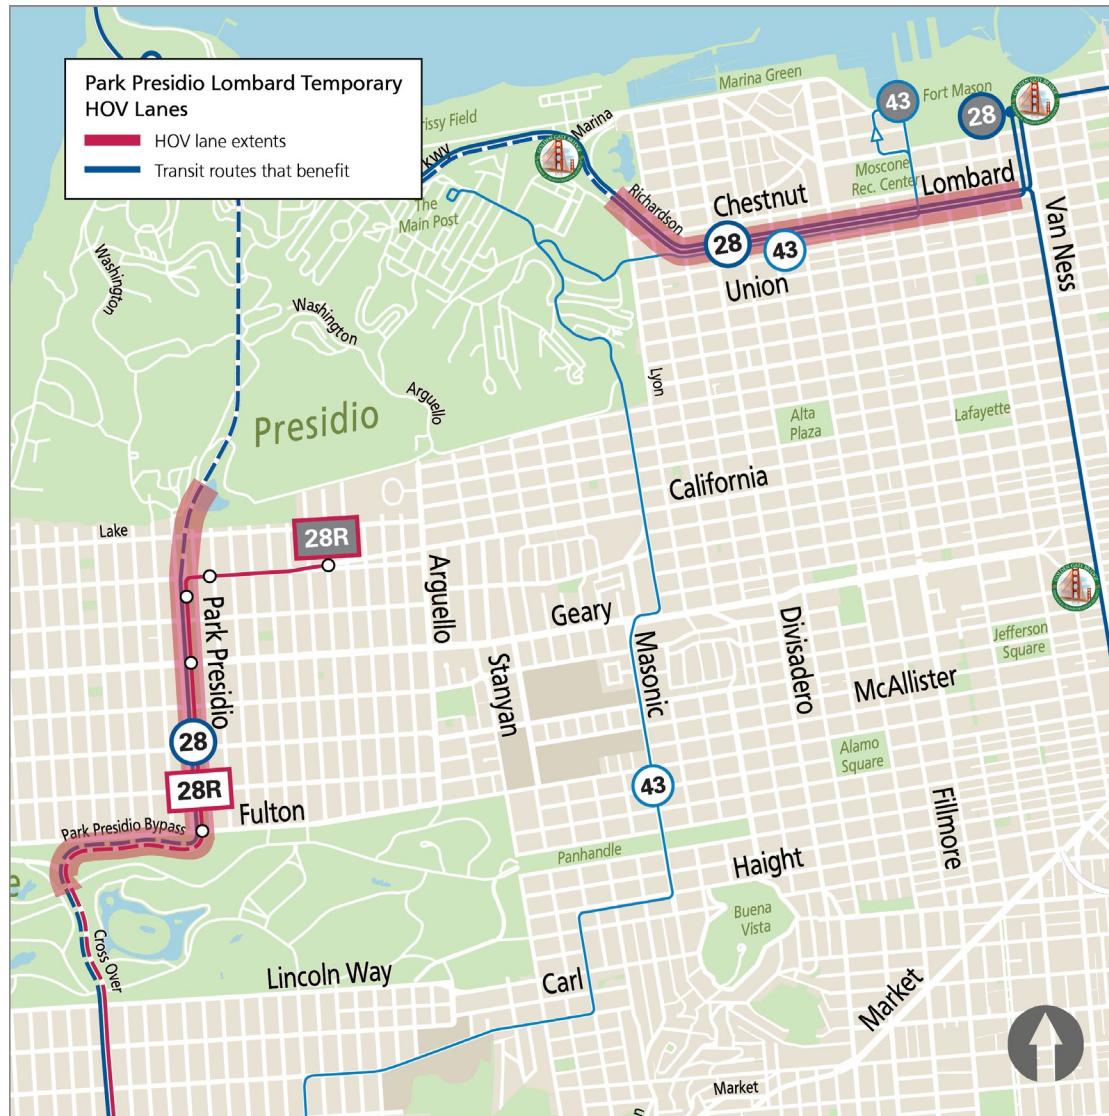 Park Presidio Lombard Temporary
HOV Lanes
HOV lane extents
Transit routes that benefit
Marina Green
Fort Mason
43
28
rissy Field
Marina
KWY
The
Main Post
Richardson
Chestnut
Moscone
Rec. Center
Lombard
28
43
Union
Van Ness
Washington
Washington
Arguello
Lyon
Presidio
Alta
Plaza
Lafayette
California
Lake
28R
Arguello
Park Presidio
Geary
Masonic
Divisadero
Jefferson
Square
Stanyan
McAllister
28
28R
43
Alamo
Square
Fulton
Park Presidio Bypass
Fillmore
Panhandle
Haight
e
Buena
Vista
Cross Over
Lincoln Way
Carl
Market
Market
n